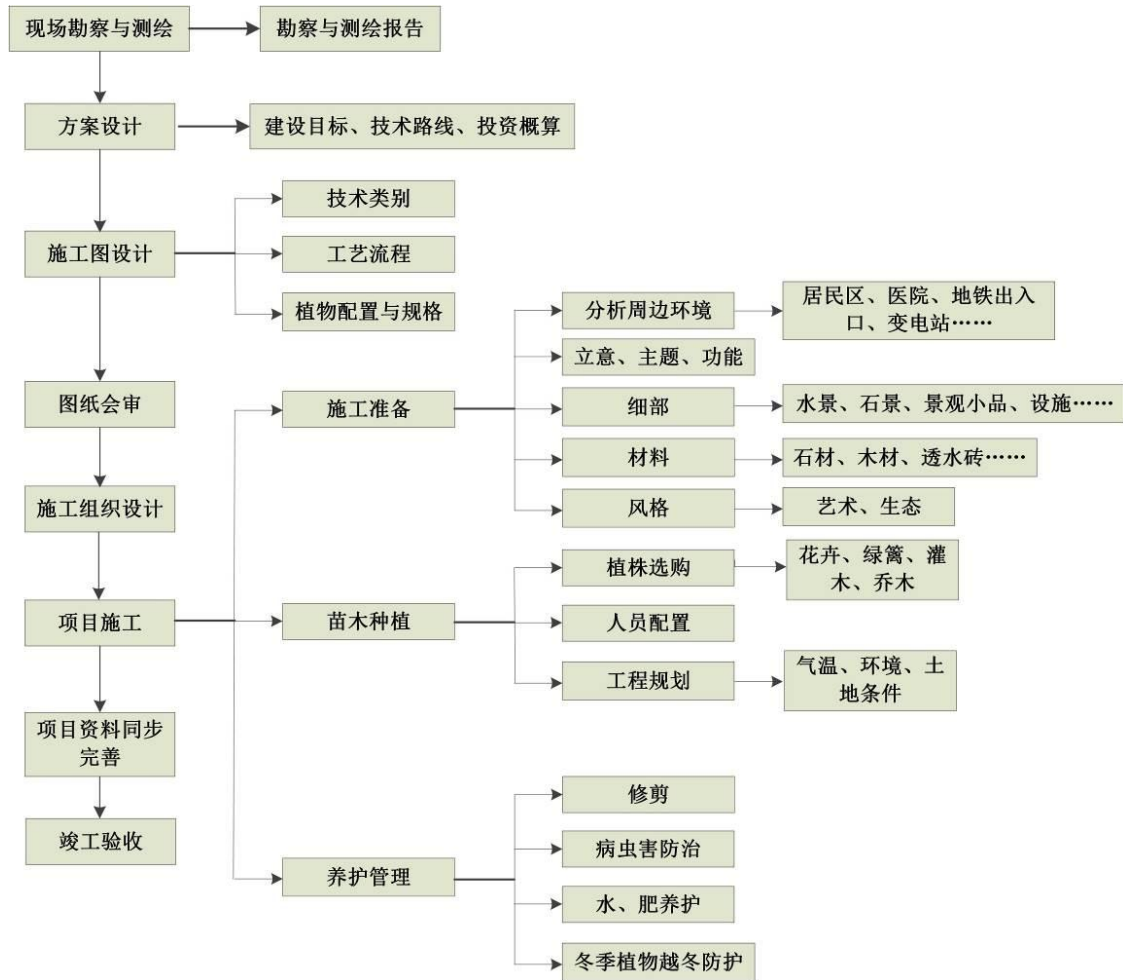 现场勘察与测绘
勘察与测绘报告
方案设计
建设目标、技术路线、投资概算
施工图设计
技术类别
工艺流程
植物配置与规格
图纸会审
施工组织设计
项目施工
项目资料同步
完善
竣工验收
施工准备
分析周边环境
居民区、医院、地铁出入
口、变电站……
立意、主题、功能
细部
水景、石景、景观小品、设施……
材料
石材、木材、透水砖……
风格
艺术、生态
苗木种植
植株选购
花卉、绿篱、灌
木、乔木
人员配置
工程规划
气温、环境、土
地条件
养护管理
修剪
病虫害防治
水、肥养护
冬季植物越冬防护